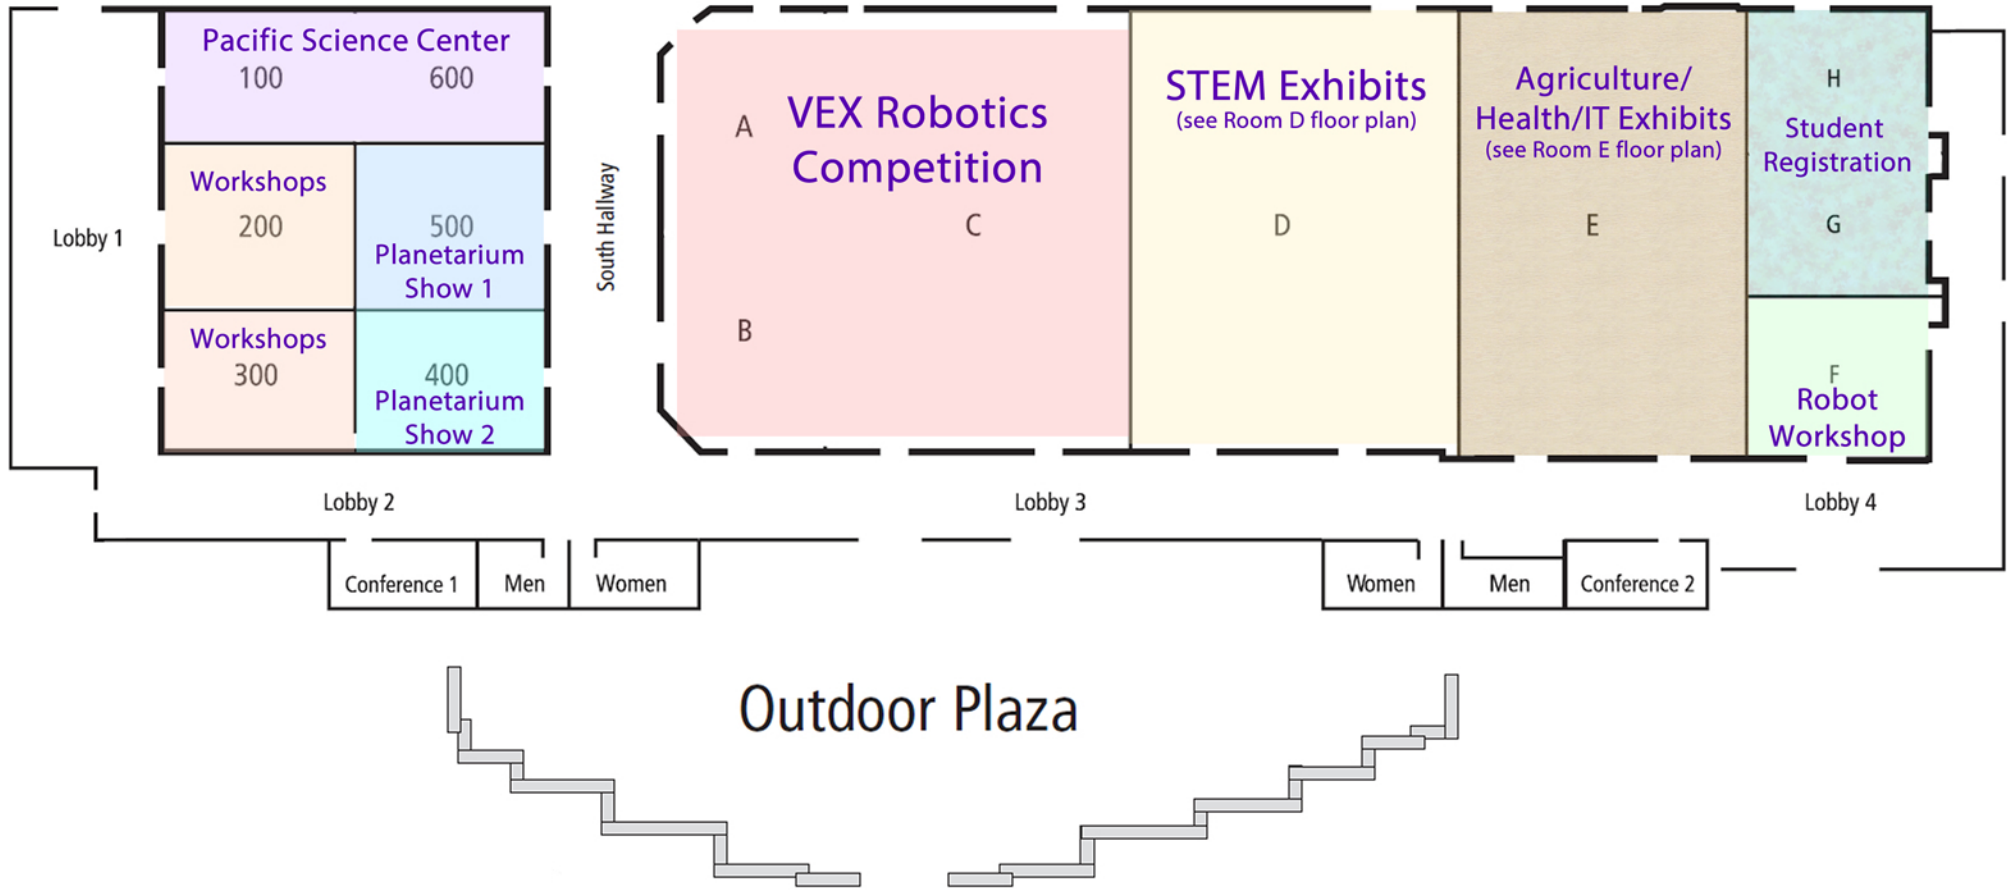 Pacific Science Center
100 600
Workshops
200
500
Planetarium
Show 1
Workshops
300
400
Planetarium
Show 2
Lobby 1
South Hallway
A
VEX Robotics
Competition
C
B
STEM Exhibits
(see Room D floor plan)
D
Agriculture/
Health/IT Exhibits
(see Room E floor plan)
E
H
Student
Registration
G
F
Robot
Workshop
Lobby 2
Lobby 3
Lobby 4
Conference 1
Men
Women
Women
Men
Conference 2
Outdoor Plaza